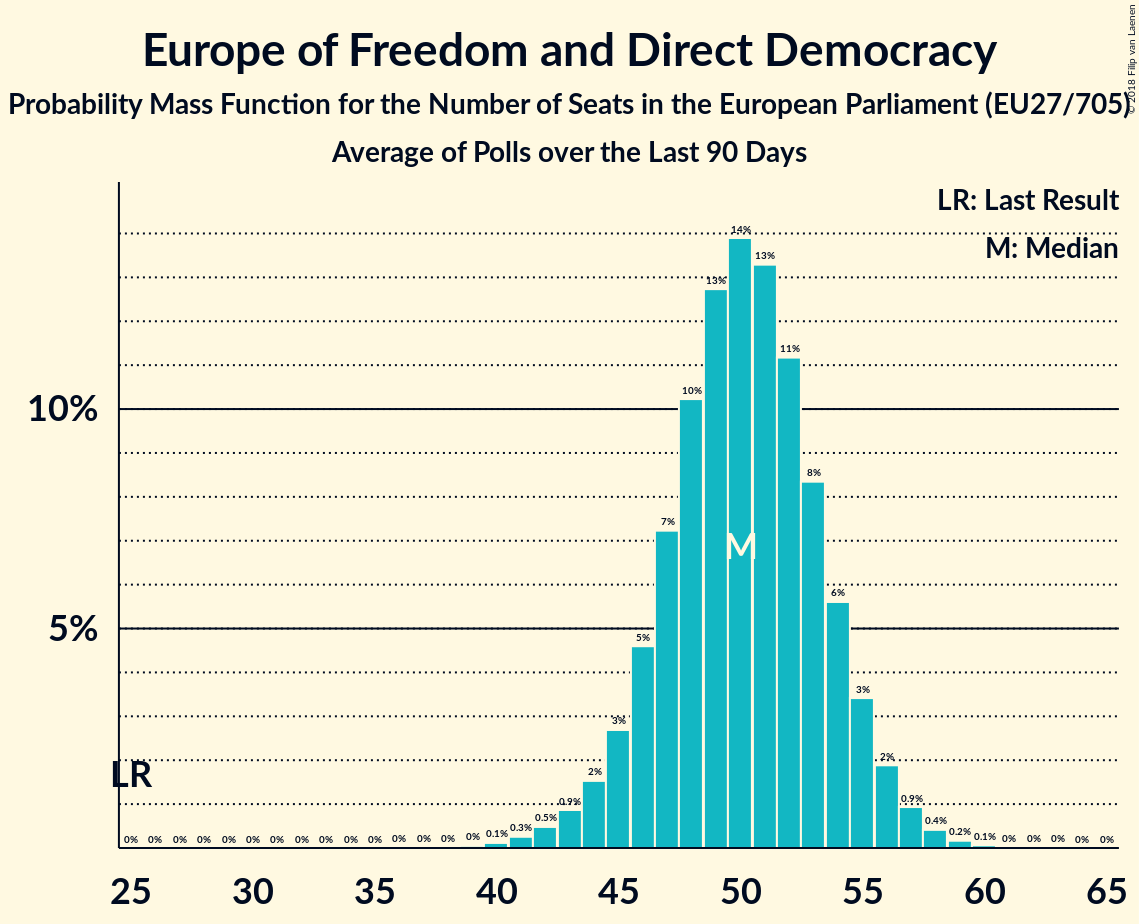 Europe of Freedom and Direct Democracy
© 2018 Filip van Laenen
Probability Mass Function for the Number of Seats in the European Parliament (EU27/705)
Average of Polls over the Last 90 Days
LR: Last Result
M: Median
14%
13% 13%
11%
10%
10%
8%
7%
M
6%
5%
5%
3% 3%
2% 2%
LR
0% 0% 0% 0% 0% 0% 0% 0% 0% 0% 0% 0% 0% 0% 0% 0.1% 0.3% 0.5% 0.9% 0.9% 0.4% 0.2% 0.1% 0% 0% 0% 0% 0%
25 30 35 40 45 50 55 60 65